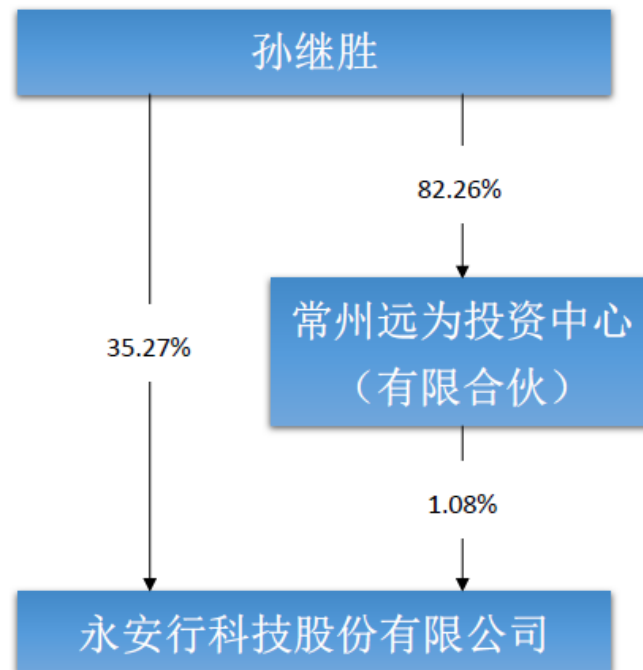 孙继胜
82.26%
常州远为投资中心
（有限合伙）
35.27%
1.08%
永安行科技股份有限公司